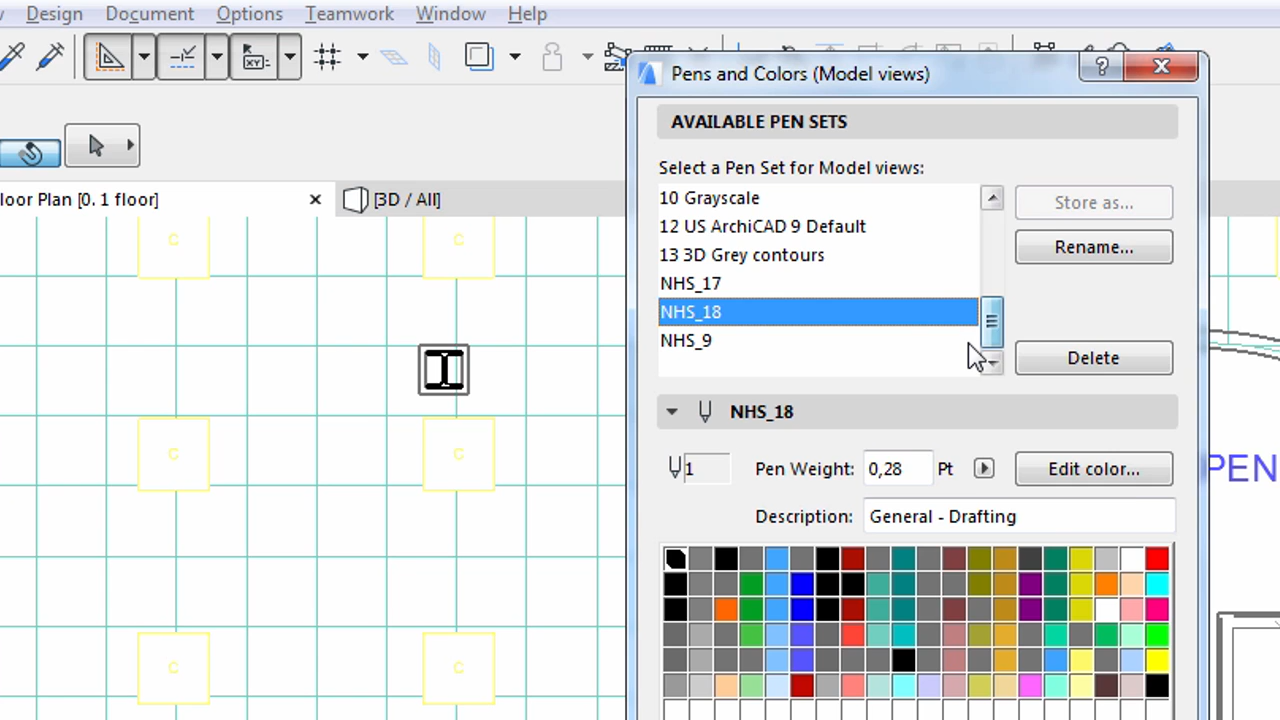 Design Document Options Teamwork Window Help
Pens and Colors (Model views)
?
AVAILABLE PEN SETS
Select a Pen Set for Model views:
10 Grayscale
12 US ArchiCAD 9 Default
13 3D Grey contours
NHS_17
NHS_18
NHS_9
Store as...
Rename...
Delete
NHS_18
1 Pen Weight: 0,28 Pt Edit color...
Description: General - Drafting
XY
loor Plan [0. 1 floor]
[3D / All]
C C
C C
C C
PEN